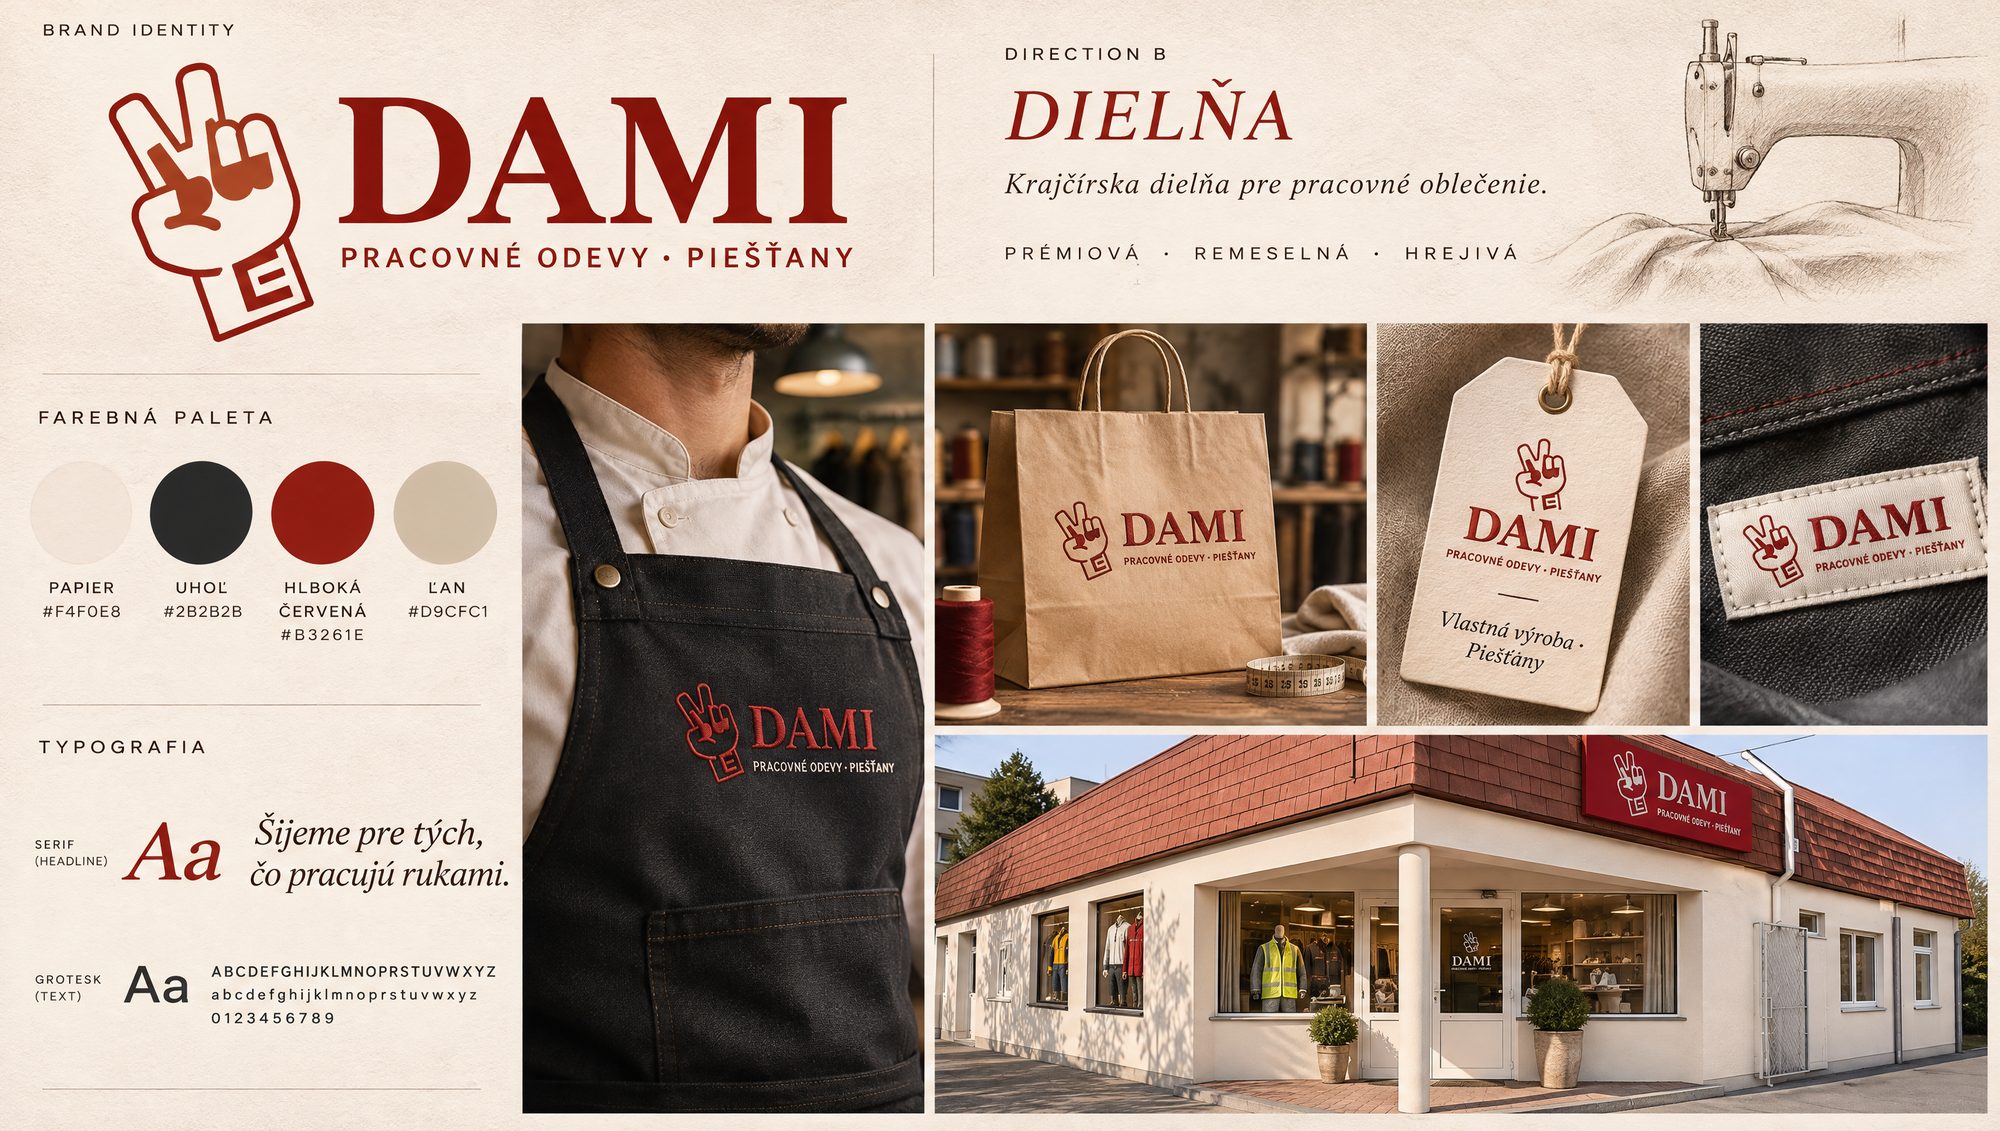 BRAND IDENTITY
DAMI
PRACOVNÉ ODEVY · PIEŠŤANY
DIRECTION B
DIELŇA
Krajčírska dielňa pre pracovné oblečenie.
PRÉMIOVÁ · REMESELNÁ · HREJIVÁ
FAREBNÁ PALETA
PAPIER
#F4F0E8
UHOĽ
#2B2B2B
HLBOKÁ
ČERVENÁ
#B3261E
ĽAN
#D9CFC1
TYPOGRAFIA
SERIF
(HEADLINE)
Aa
Šijeme pre tých,
čo pracujú rukami.
GROTESK
(TEXT)
Aa
ABCDEFGHIJKLMNOPRSTUVWXYZ
abcdefghijklmnoprstuvwxyz
0123456789
DAMI
PRACOVNÉ ODEVY · PIEŠŤANY
DAMI
PRACOVNÉ ODEVY · PIEŠŤANY
DAMI
PRACOVNÉ ODEVY · PIEŠŤANY
Vlastná výroba ·
Piešťany
DAMI
PRACOVNÉ ODEVY · PIEŠŤANY
DAMI
PRACOVNÉ ODEVY · PIEŠŤANY
DAMI